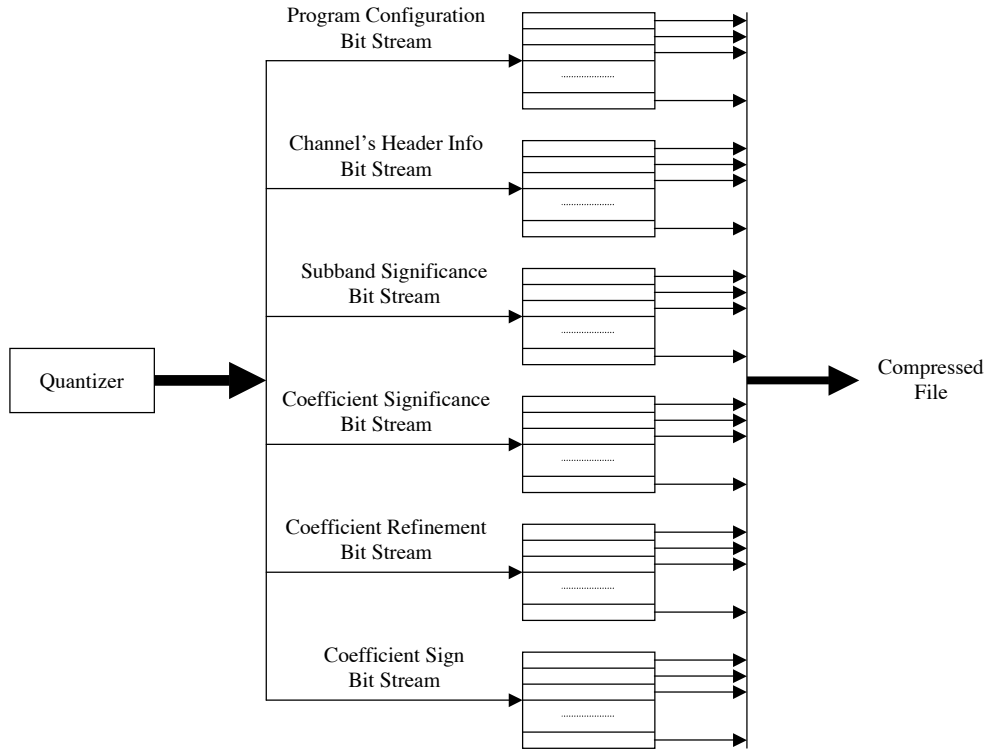 Program Configuration
Bit Stream
Channel's Header Info
Bit Stream
Subband Significance
Bit Stream
Quantizer
Compressed
File
Coefficient Significance
Bit Stream
Coefficient Refinement
Bit Stream
Coefficient Sign
Bit Stream